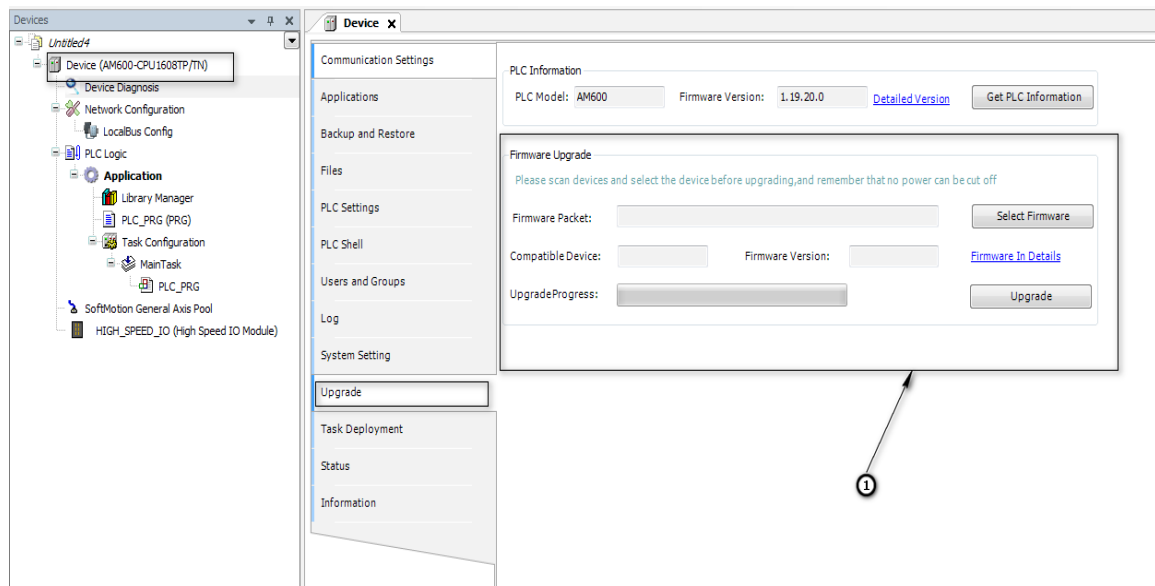 Devices
Untitled4
Device (AM600-CPU1608TP/TN)
Device Diagnosis
Network Configuration
LocalBus Config
PLC Logic
Application
Library Manager
PLC_PRG (PRG)
Task Configuration
MainTask
PLC_PRG
SoftMotion General Axis Pool
HIGH_SPEED_IO (High Speed IO Module)
Device
Communication Settings
Applications
Backup and Restore
Files
PLC Settings
PLC Shell
Users and Groups
Log
System Setting
Upgrade
Task Deployment
Status
Information
PLC Information
PLC Model: AM600 Firmware Version: 1.19.20.0 Detailed Version Get PLC Information
Firmware Upgrade
Please scan devices and select the device before upgrading,and remember that no power can be cut off
Firmware Packet: Select Firmware
Compatible Device: Firmware Version: Firmware In Details
UpgradeProgress: Upgrade
1